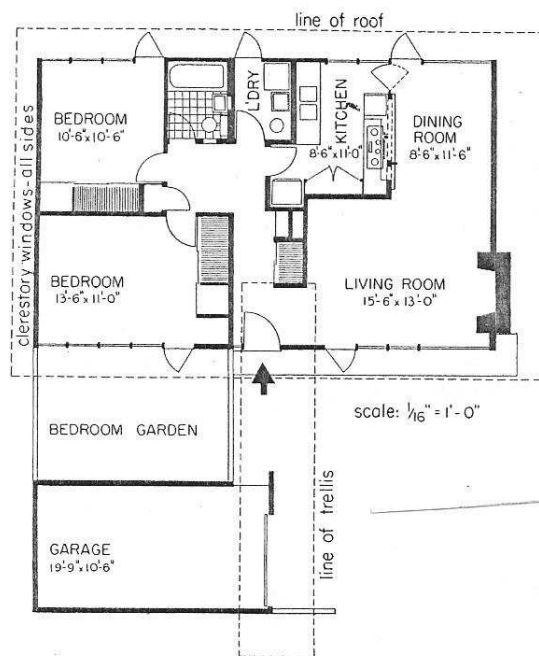 line of roof
clerestory windows-all sides
BEDROOM
10'-6"x10'-6"
L'DRY
KITCHEN
8'-6"x11'-0"
DINING
ROOM
8'-6"x11'-6"
BEDROOM
13'-6"x11'-0"
LIVING ROOM
15'-6"x13'-0"
scale: 1/16" = 1'-0"
BEDROOM GARDEN
line of trellis
GARAGE
19'-9"x10'-6"